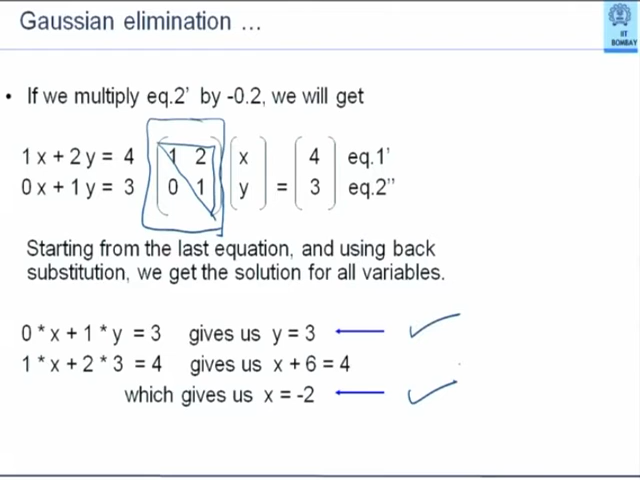 Gaussian elimination ...
IIT
BOMBAY
• If we multiply eq.2' by -0.2, we will get
1 x + 2 y = 4 1 2 x 4 eq.1'
0 x + 1 y = 3 0 1 y = 3 eq.2"
Starting from the last equation, and using back
substitution, we get the solution for all variables.
0 * x + 1 * y = 3 gives us y = 3
1 * x + 2 * 3 = 4 gives us x + 6 = 4
which gives us x = -2